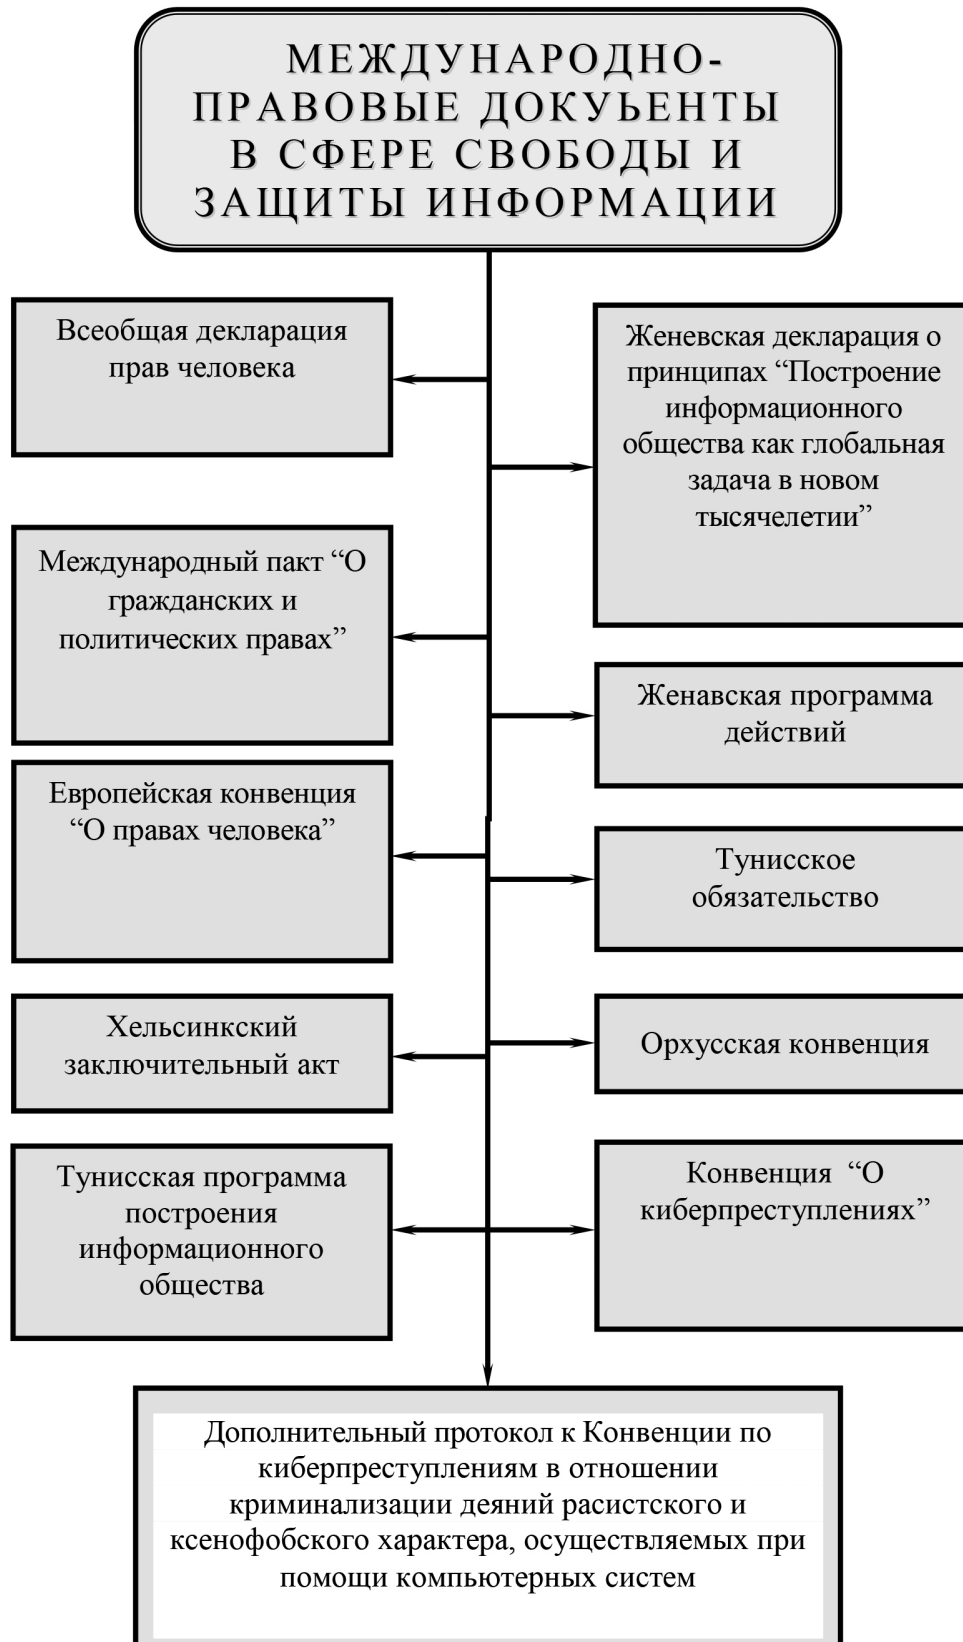 МЕЖДУНАРОДНО-
ПРАВОВЫЕ ДОКУЬЕНТЫ
В СФЕРЕ СВОБОДЫ И
ЗАЩИТЫ ИНФОРМАЦИИ
Всеобщая декларация
прав человека
Женевская декларация о
принципах “Построение
информационного
общества как глобальная
задача в новом
тысячелетии”
Международный пакт “О
гражданских и
политических правах”
Женавская программа
действий
Европейская конвенция
“О правах человека”
Тунисское
обязательство
Хельсинкский
заключительный акт
Орхусская конвенция
Тунисская программа
построения
информационного
общества
Конвенция “О
киберпреступлениях”
Дополнительный протокол к Конвенции по
киберпреступлениям в отношении
криминализации деяний расистского и
ксенофобского характера, осуществляемых при
помощи компьютерных систем